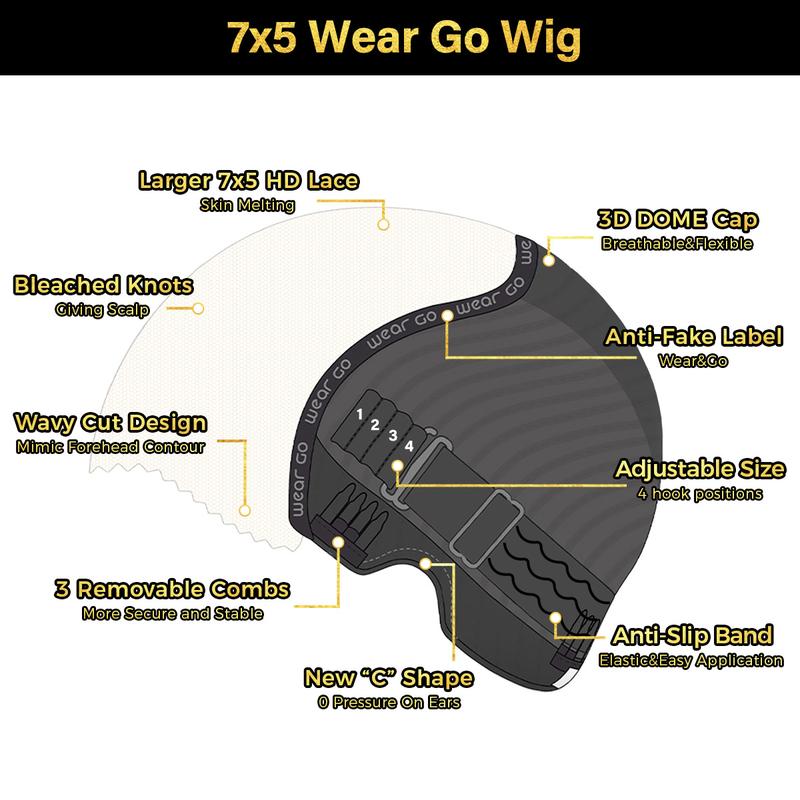 7x5 Wear Go Wig
Larger 7x5 HD Lace
Skin Melting
3D DOME Cap
Breathable&Flexible
Bleached Knots
Giving Scalp
we
wear GO
wear GO
wear GO
wear GO
Anti-Fake Label
Wear&Go
Wavy Cut Design
Mimic Forehead Contour
1
2
3
4
Adjustable Size
4 hook positions
3 Removable Combs
More Secure and Stable
Anti-Slip Band
Elastic&Easy Application
New “C” Shape
0 Pressure On Ears